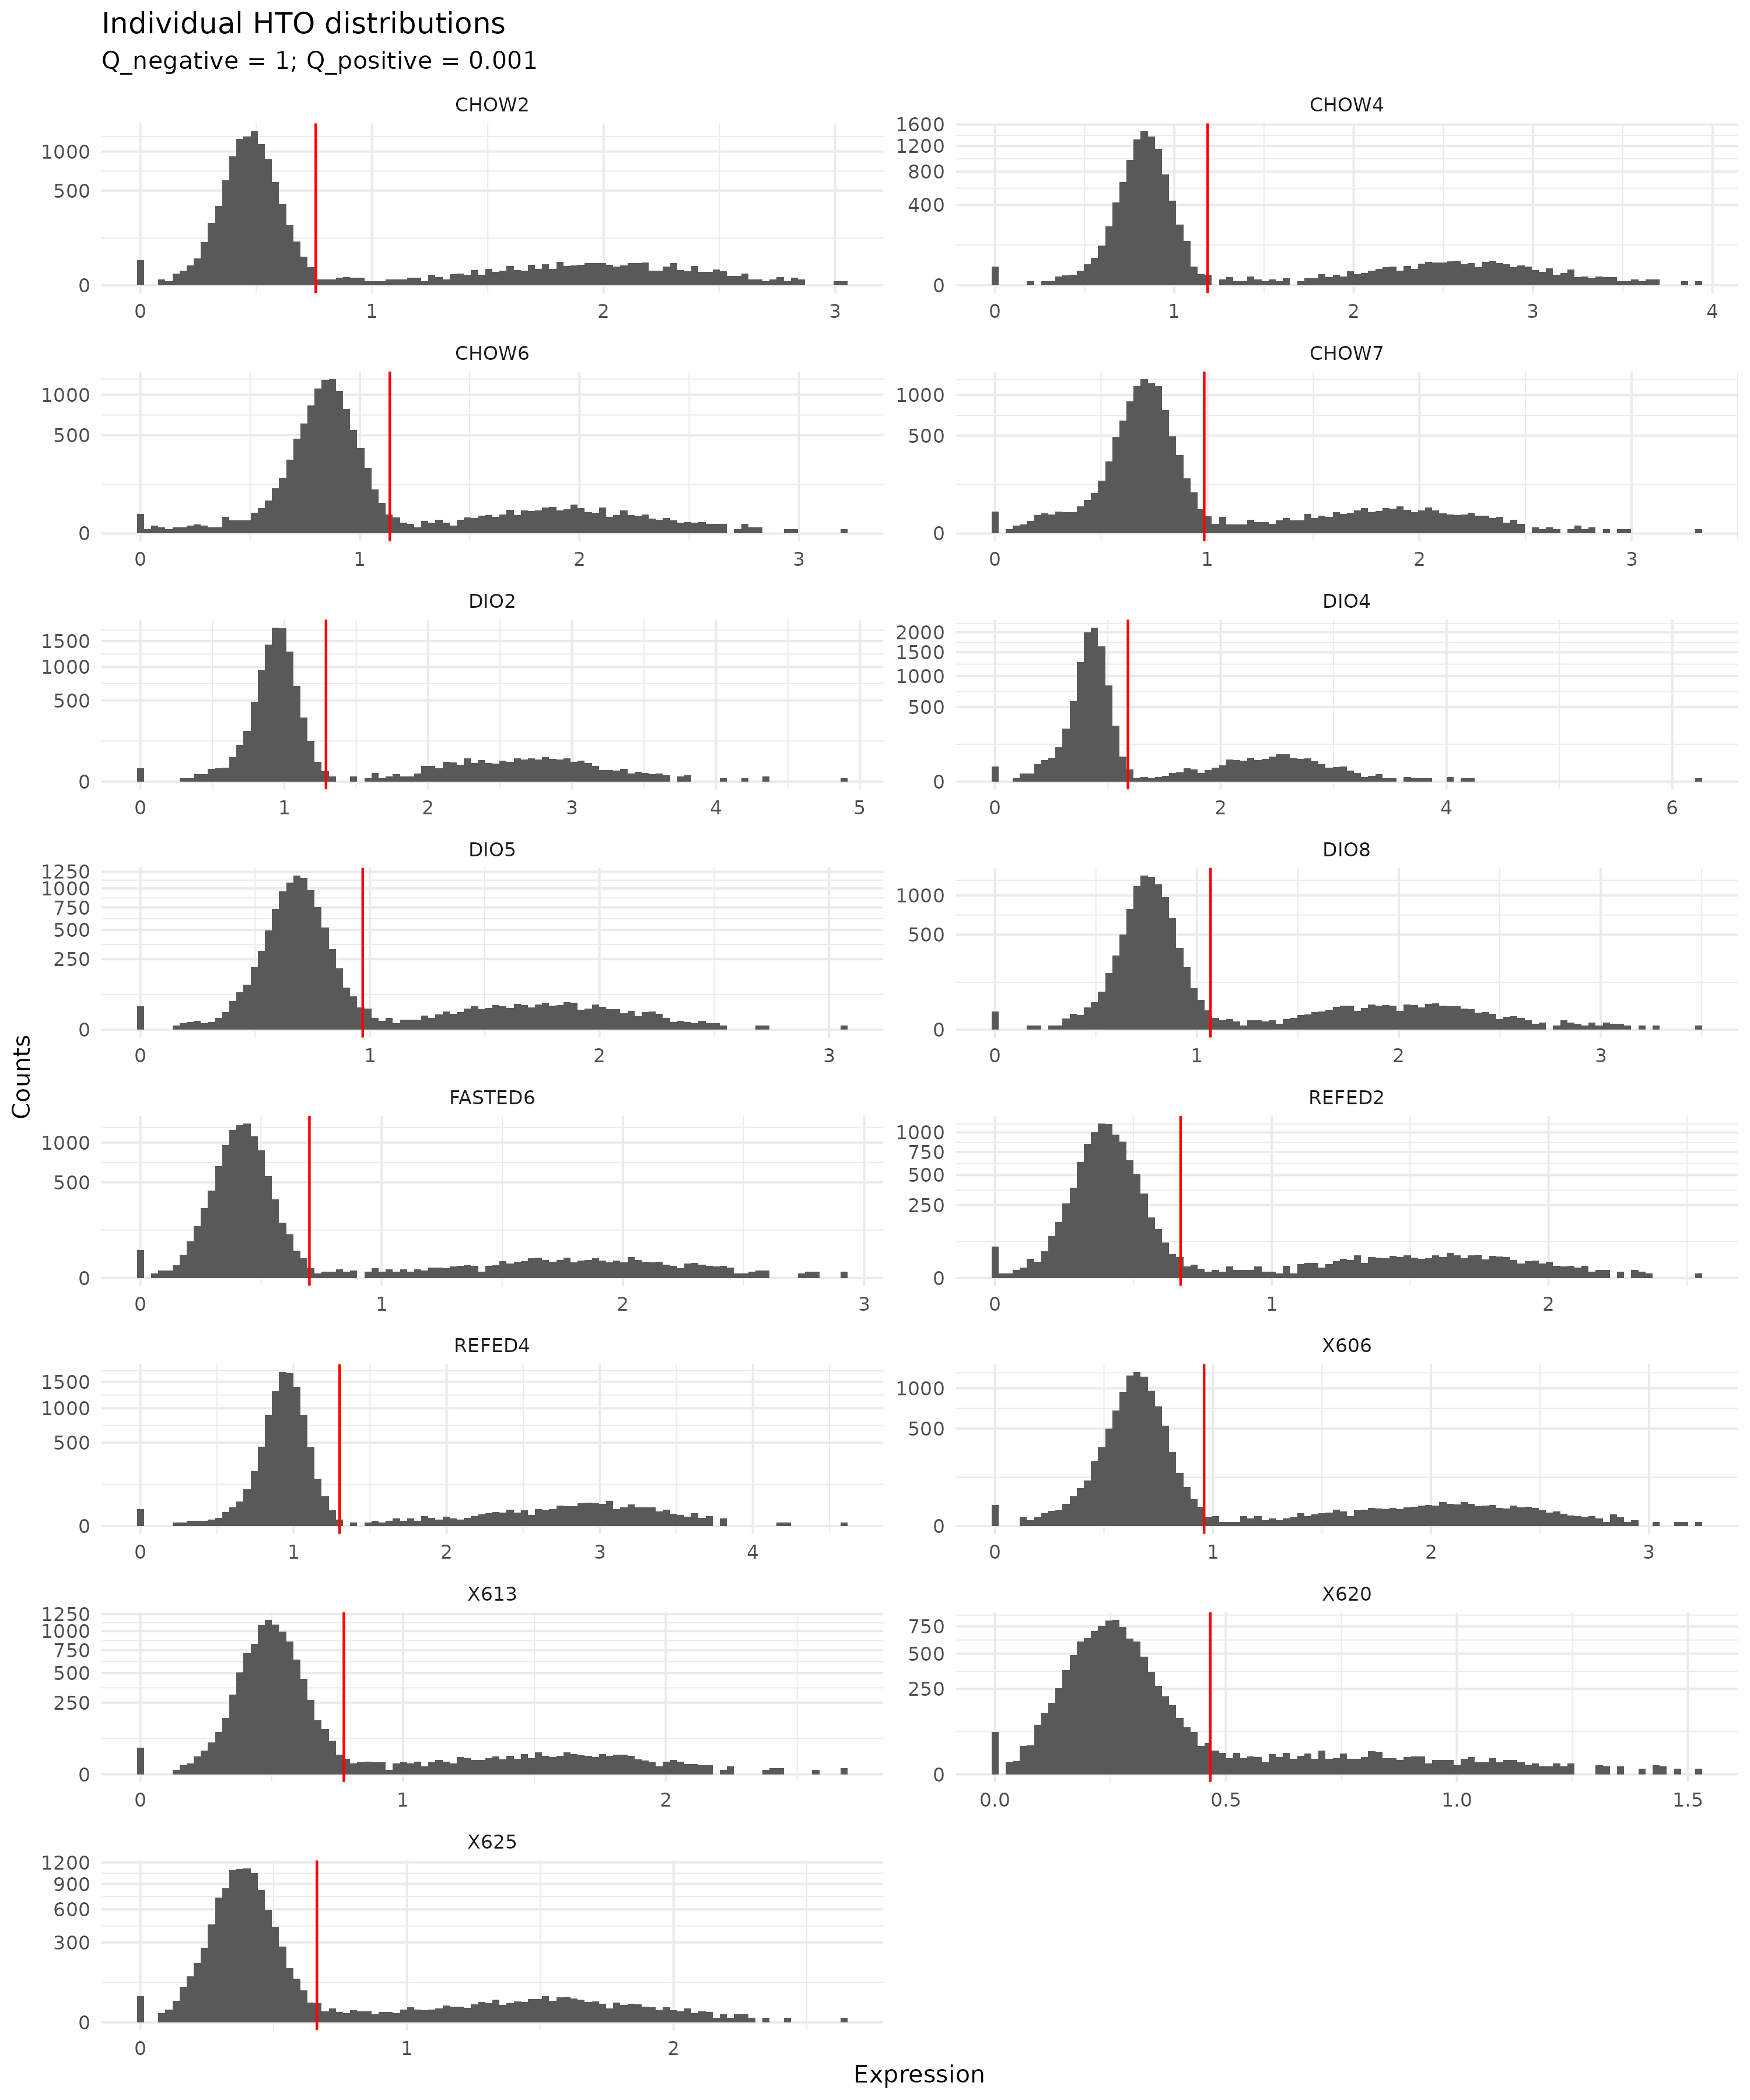 Individual HTO distributions
Q_negative = 1; Q_positive = 0.001
CHOW2
1000
500
0
0 1 2 3
CHOW4
1600
1200
800
400
0
0 1 2 3 4
CHOW6
1000
500
0
0 1 2 3
CHOW7
1000
500
0
0 1 2 3
DIO2
1500
1000
500
0
0 1 2 3 4 5
DIO4
2000
1500
1000
500
0
0 2 4 6
DIO5
1250
1000
750
500
250
0
0 1 2 3
DIO8
1000
500
0
0 1 2 3
FASTED6
1000
500
0
0 1 2 3
REFED2
1000
750
500
250
0
0 1 2
REFED4
1500
1000
500
0
0 1 2 3 4
X606
1000
500
0
0 1 2 3
X613
1250
1000
750
500
250
0
0 1 2
X620
750
500
250
0
0.0 0.5 1.0 1.5
X625
1200
900
600
300
0
0 1 2
Counts
Expression